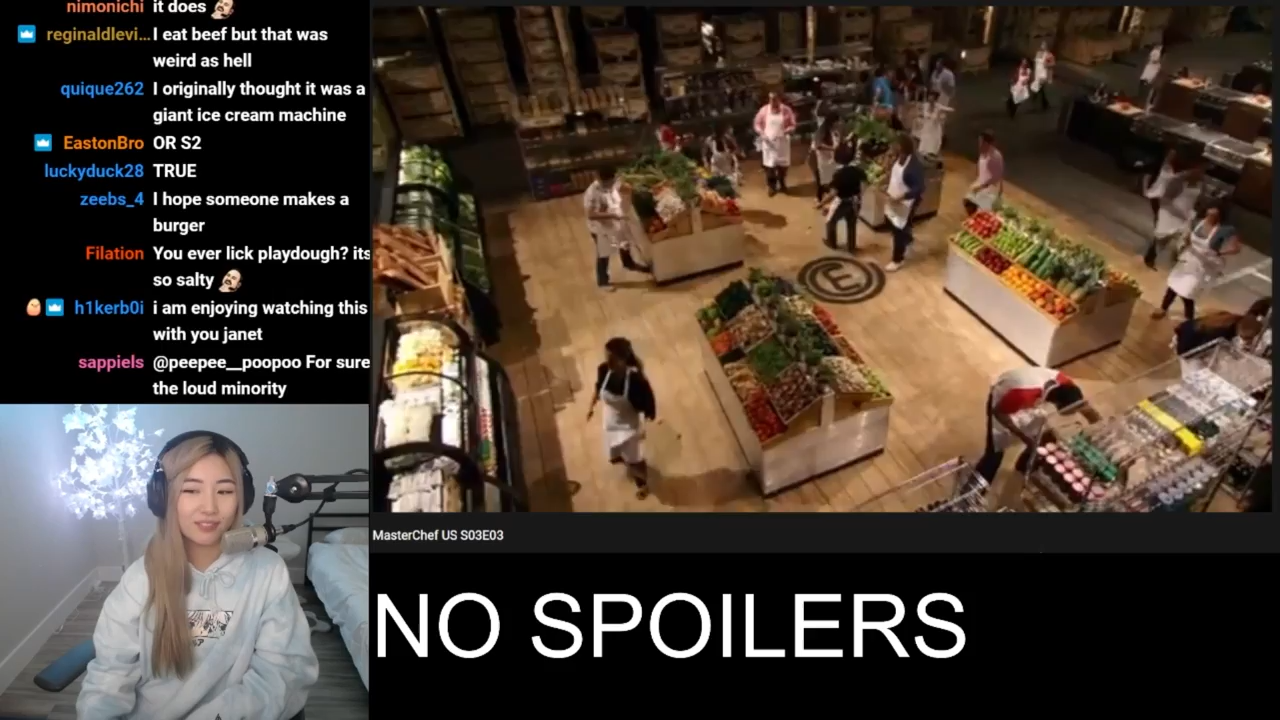 nimonichi it does
reginaldlevi... I eat beef but that was
weird as hell
quique262 I originally thought it was a
giant ice cream machine
EastonBro OR S2
luckyduck28 TRUE
zeebs_4 I hope someone makes a
burger
Filation You ever lick playdough? its
so salty
h1kerb0i i am enjoying watching this
with you janet
sappiels @peepee__poopoo For sure
the loud minority
MasterChef US S03E03
NO SPOILERS